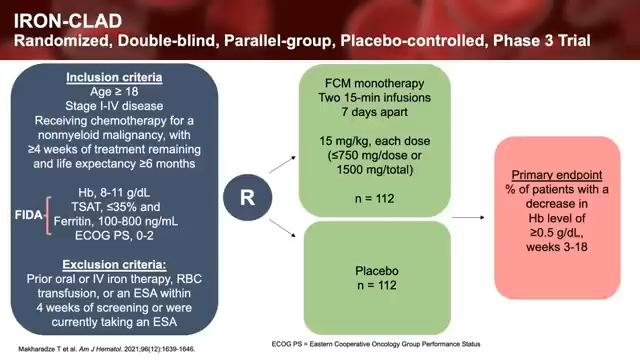 IRON-CLAD
Randomized, Double-blind, Parallel-group, Placebo-controlled, Phase 3 Trial
Inclusion criteria
Age ≥ 18
Stage I-IV disease
Receiving chemotherapy for a
nonmyeloid malignancy, with
≥4 weeks of treatment remaining
and life expectancy ≥6 months
Hb, 8-11 g/dL
FIDA
TSAT, ≤35% and
Ferritin, 100-800 ng/mL
ECOG PS, 0-2
Exclusion criteria:
Prior oral or IV iron therapy, RBC
transfusion, or an ESA within
4 weeks of screening or were
currently taking an ESA
R
FCM monotherapy
Two 15-min infusions
7 days apart
15 mg/kg, each dose
(≤750 mg/dose or
1500 mg/total)
n = 112
Placebo
n = 112
Primary endpoint
% of patients with a
decrease in
Hb level of
≥0.5 g/dL,
weeks 3-18
Makharadze T et al. Am J Hematol. 2021;96(12):1639-1646.
ECOG PS = Eastern Cooperative Oncology Group Performance Status